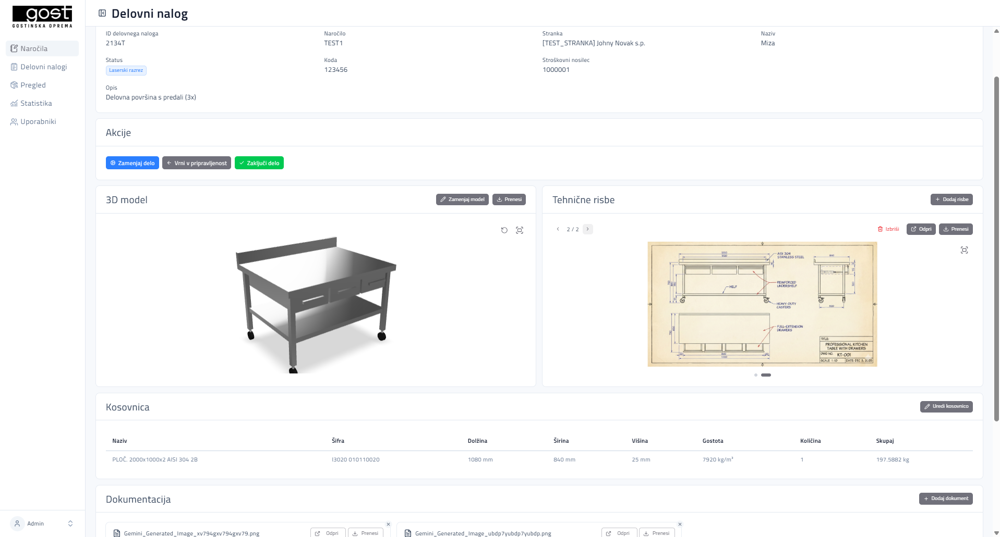 gost
GOSTINSKA OPREMA
Delovni nalog
Naročila
Delovni nalogi
Pregled
Statistika
Uporabniki
ID delovnega naloga
2134T
Naročilo
TEST1
Stranka
[TEST_STRANKA] Johny Novak s.p.
Naziv
Miza
Status
Laserski razrez
Koda
123456
Stroškovni nosilec
1000001
Opis
Delovna površina s predali (3x)
Akcije
Zamenjaj delo
Vrni v pripravljenost
Zaključi delo
3D model
Zamenjaj model
Prenesi
Tehnične risbe
Dodaj risbe
2 / 2
Izbriši
Odpri
Prenesi
AISI 304
STAINLESS STEEL
REINFORCED
UNDERSHELF
HELF
HEAVY-DUTY
CASTERS
FULL-EXTENSION
DRAWERS
TITLE:
PROFESSIONAL KITCHEN
TABLE WITH DRAWERS
DWG NO. KT-001
SCALE 1:10 DATE: DEC 3, 2025
Kosovnica
Uredi kosovnico
Naziv Šifra Dolžina Širina Višina Gostota Količina Skupaj
PLOČ. 2000x1000x2 AISI 304 2B I3020 010110020 1080 mm 840 mm 25 mm 7920 kg/m³ 1 197.5882 kg
Dokumentacija
Dodaj dokument
Gemini_Generated_Image_xv794gxv794gxv79.png
Odpri
Prenesi
Gemini_Generated_Image_ubdp7yubdp7yubdp.png
Odpri
Prenesi
Admin